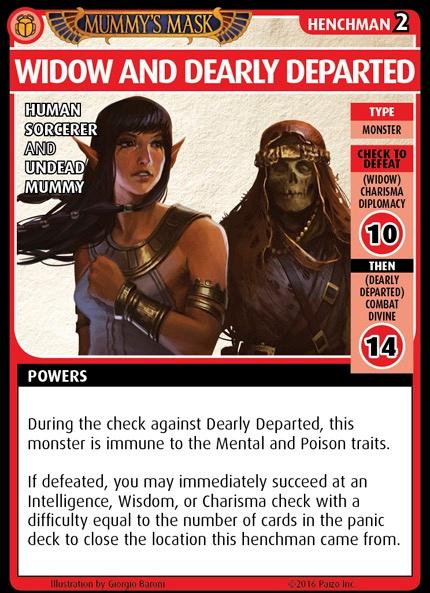 MUMMY'S MASK
HENCHMAN 2
WIDOW AND DEARLY DEPARTED
HUMAN
SORCERER
AND
UNDEAD
MUMMY
TYPE
MONSTER
CHECK TO
DEFEAT
(WIDOW)
CHARISMA
DIPLOMACY
10
THEN
(DEARLY
DEPARTED)
COMBAT
DIVINE
14
POWERS
During the check against Dearly Departed, this
monster is immune to the Mental and Poison traits.
If defeated, you may immediately succeed at an
Intelligence, Wisdom, or Charisma check with a
difficulty equal to the number of cards in the panic
deck to close the location this henchman came from.
Illustration by Giorgio Baroni
©2016 Paizo Inc.